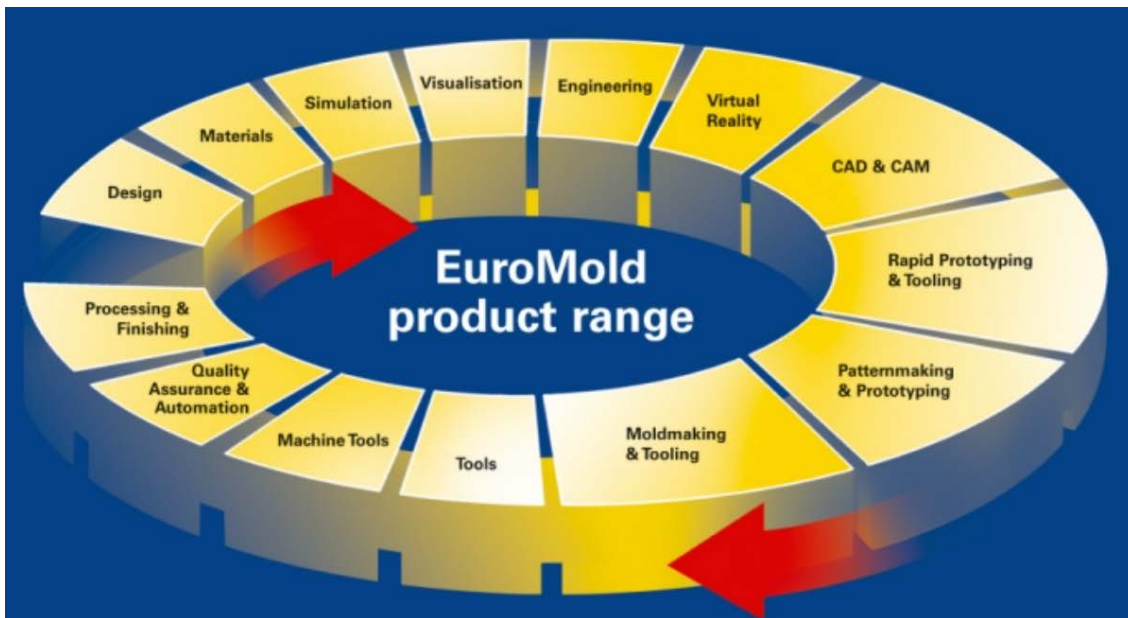 Visualisation
Engineering
Simulation
Virtual
Reality
Materials
CAD & CAM
Design
Rapid Prototyping
& Tooling
EuroMold
product range
Processing &
Finishing
Patternmaking
& Prototyping
Quality
Assurance &
Automation
Machine Tools
Tools
Moldmaking
& Tooling